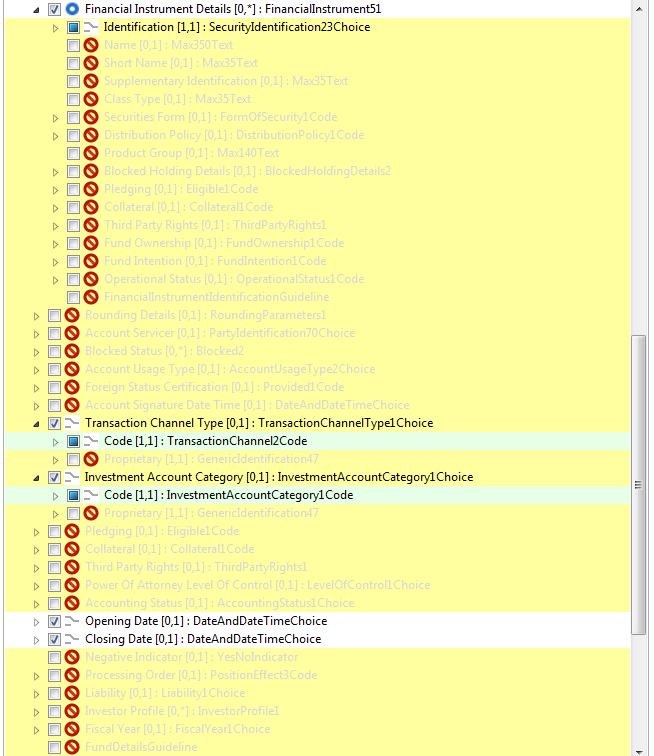 Financial Instrument Details [0,*] : FinancialInstrument51
Identification [1,1] : SecurityIdentification23Choice
Name [0,1] : Max350Text
Short Name [0,1] : Max35Text
Supplementary Identification [0,1] : Max35Text
Class Type [0,1] : Max35Text
Securities Form [0,1] : FormOfSecurity1Code
Distribution Policy [0,1] : DistributionPolicy1Code
Product Group [0,1] : Max140Text
Blocked Holding Details [0,1] : BlockedHoldingDetails2
Pledging [0,1] : Eligible1Code
Collateral [0,1] : Collateral1Code
Third Party Rights [0,1] : ThirdPartyRights1
Fund Ownership [0,1] : FundOwnership1Code
Fund Intention [0,1] : FundIntention1Code
Operational Status [0,1] : OperationalStatus1Code
FinancialInstrumentIdentificationGuideline
Rounding Details [0,1] : RoundingParameters1
Account Servicer [0,1] : PartyIdentification70Choice
Blocked Status [0,*] : Blocked2
Account Usage Type [0,1] : AccountUsageType2Choice
Foreign Status Certification [0,1] : Provided1Code
Account Signature Date Time [0,1] : DateAndDateTimeChoice
Transaction Channel Type [0,1] : TransactionChannelType1Choice
Code [1,1] : TransactionChannel2Code
Proprietary [1,1] : GenericIdentification47
Investment Account Category [0,1] : InvestmentAccountCategory1Choice
Code [1,1] : InvestmentAccountCategory1Code
Proprietary [1,1] : GenericIdentification47
Pledging [0,1] : Eligible1Code
Collateral [0,1] : Collateral1Code
Third Party Rights [0,1] : ThirdPartyRights1
Power Of Attorney Level Of Control [0,1] : LevelOfControl1Choice
Accounting Status [0,1] : AccountingStatus1Choice
Opening Date [0,1] : DateAndDateTimeChoice
Closing Date [0,1] : DateAndDateTimeChoice
Negative Indicator [0,1] : YesNoIndicator
Processing Order [0,1] : PositionEffect3Code
Liability [0,1] : Liability1Choice
Investor Profile [0,*] : InvestorProfile1
Fiscal Year [0,1] : FiscalYear1Choice
FundDetailsGuideline